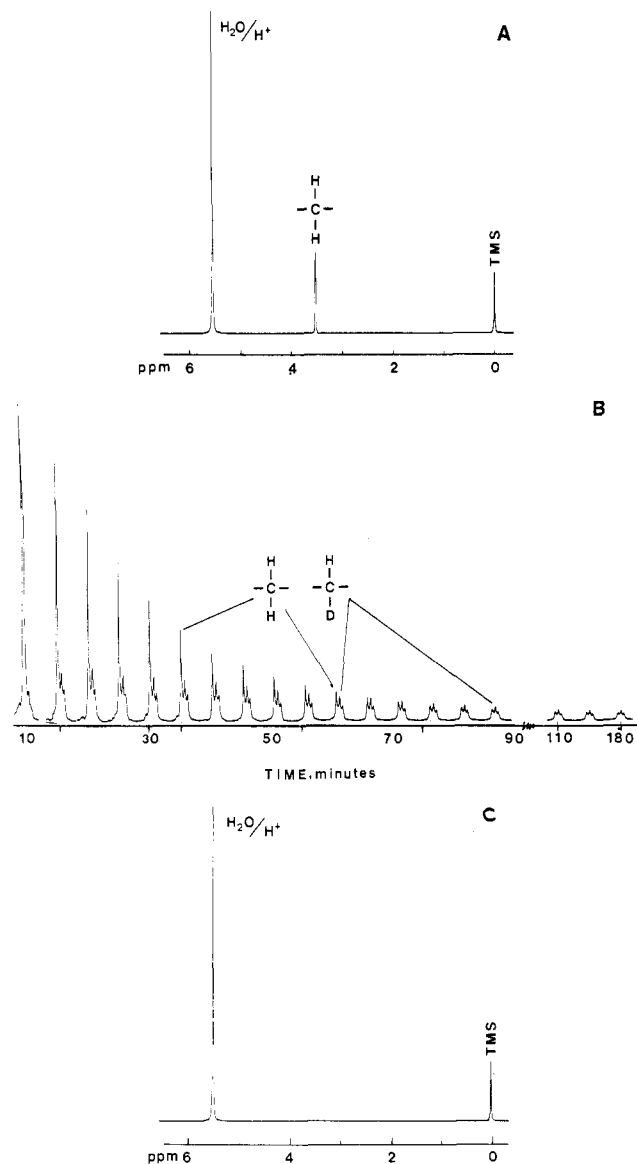 H₂O/H⁺
A
H
—C—
H
TMS
ppm 6 4 2 0
B
H H
—C— —C—
H D
10 30 50 70 90 110 180
TIME, minutes
C
H₂O/H⁺
TMS
ppm 6 4 2 0